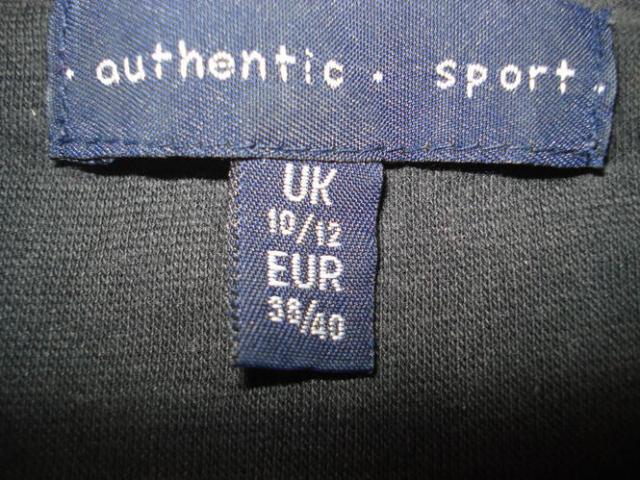 · authentic · sport ·
UK
10/12
EUR
38/40